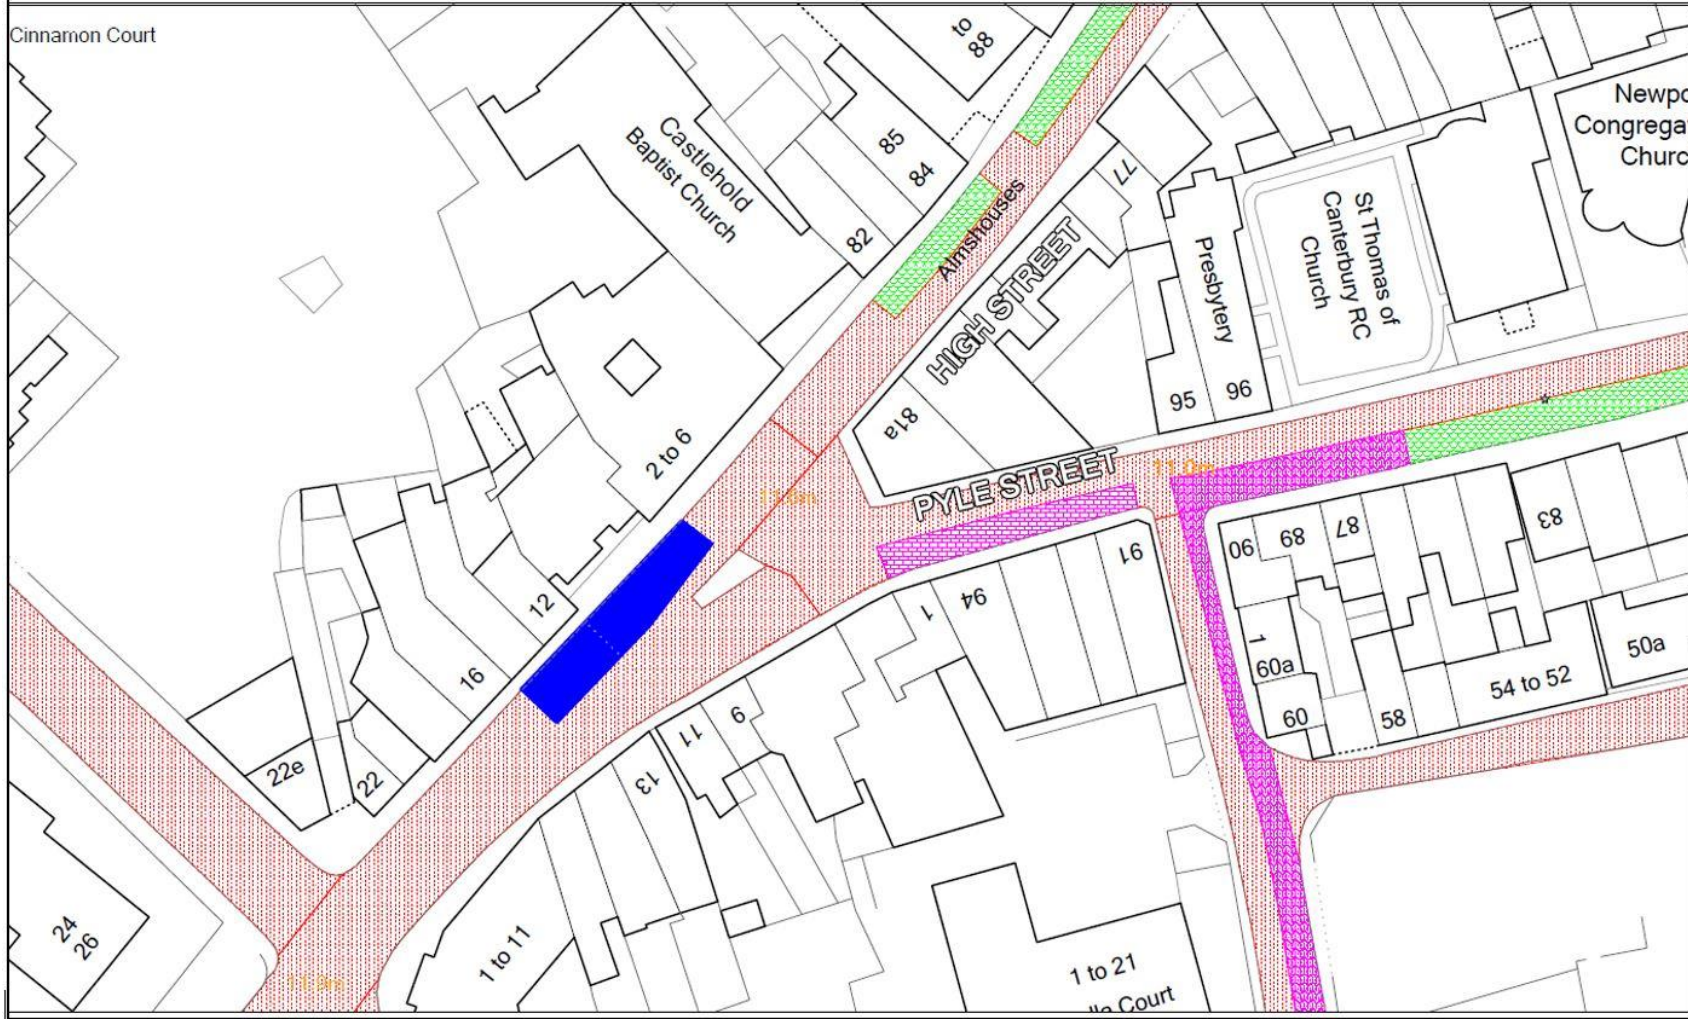 Cinnamon Court
to
88
Newpo
Congrega
Churc
Castlehold
Baptist Church
85
84
82
77
Almshouses
HIGH STREET
Presbytery
St Thomas of
Canterbury RC
Church
95
96
81a
2 to 6
PYLE STREET
11.0m
12
16
22
22e
24
26
91
94
1
90
89
87
83
1
60a
60
58
54 to 52
50a
9
11
13
1 to 11
1 to 21
Court